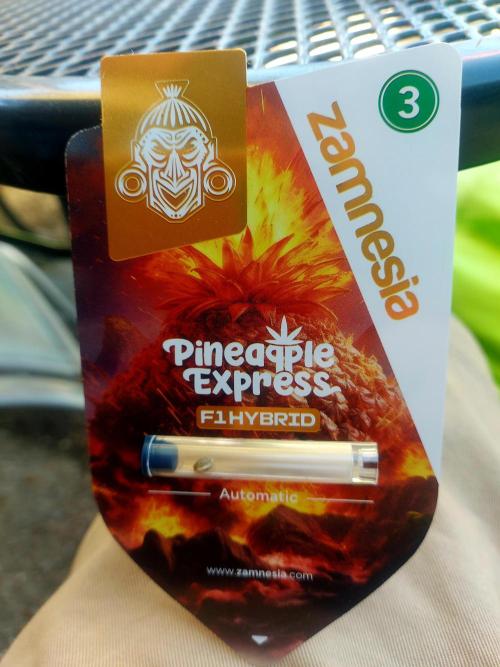 3
zamnesia
Pineapple
Express
F1 HYBRID
Automatic
www.zamnesia.com